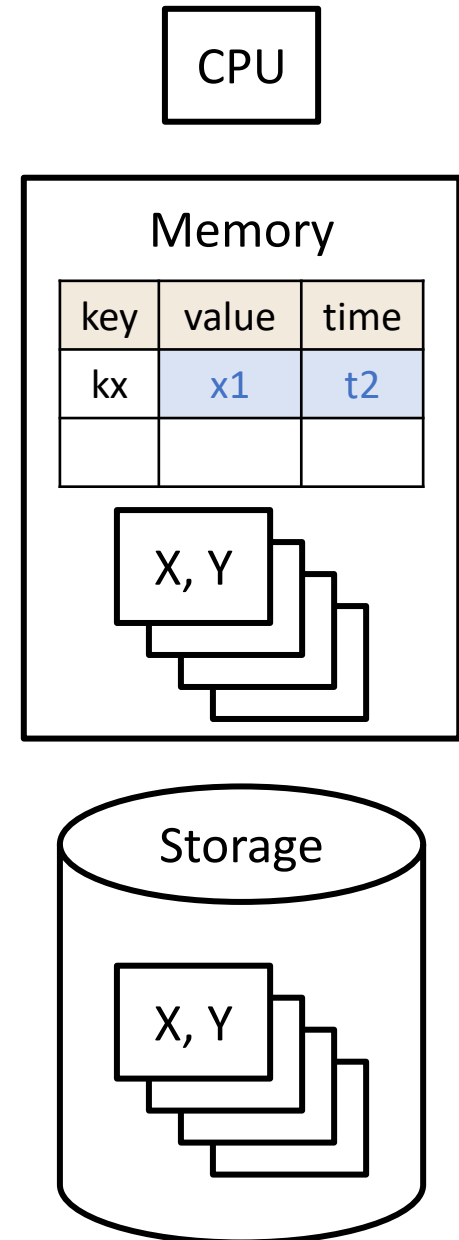 CPU
Memory
key value time
kx x1 t2
X, Y
Storage
X, Y